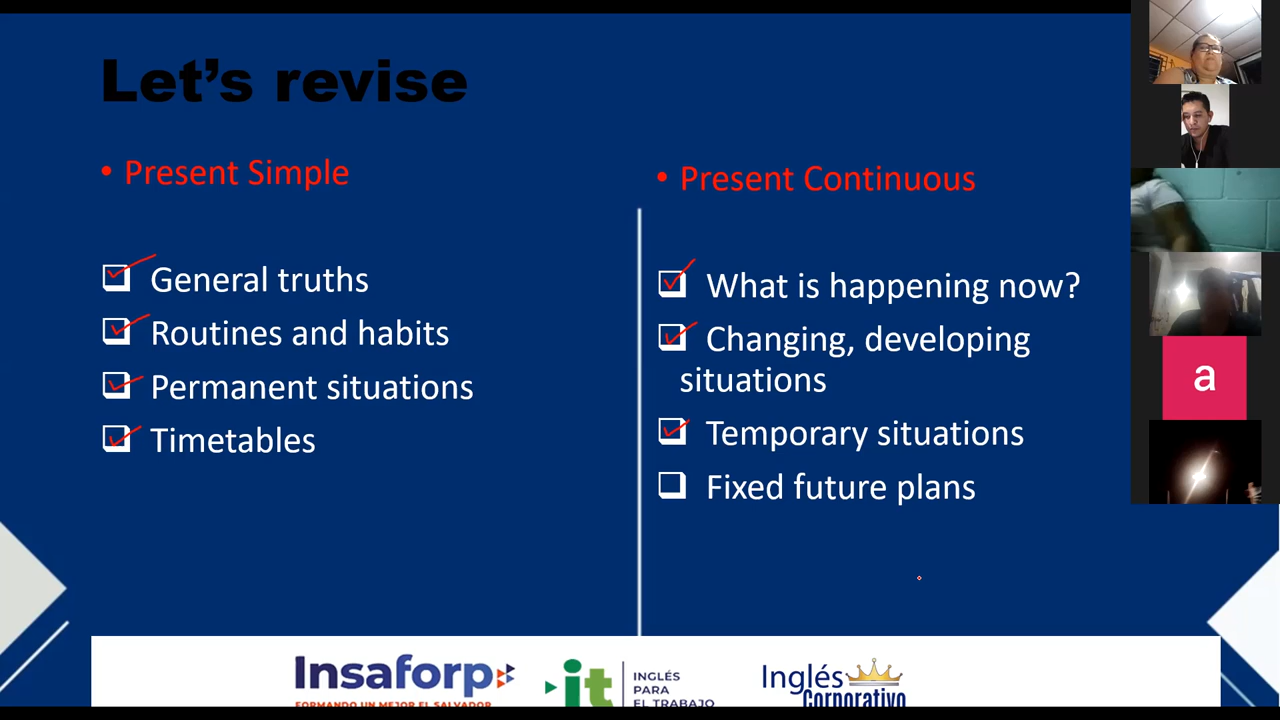 Let's revise
• Present Simple
General truths
Routines and habits
Permanent situations
Timetables
• Present Continuous
What is happening now?
Changing, developing
situations
Temporary situations
Fixed future plans
a
Insaforp
FORMANDO UN MEJOR EL SALVADOR
it
INGLÉS
PARA
EL TRABAJO
Inglés
Corporativo